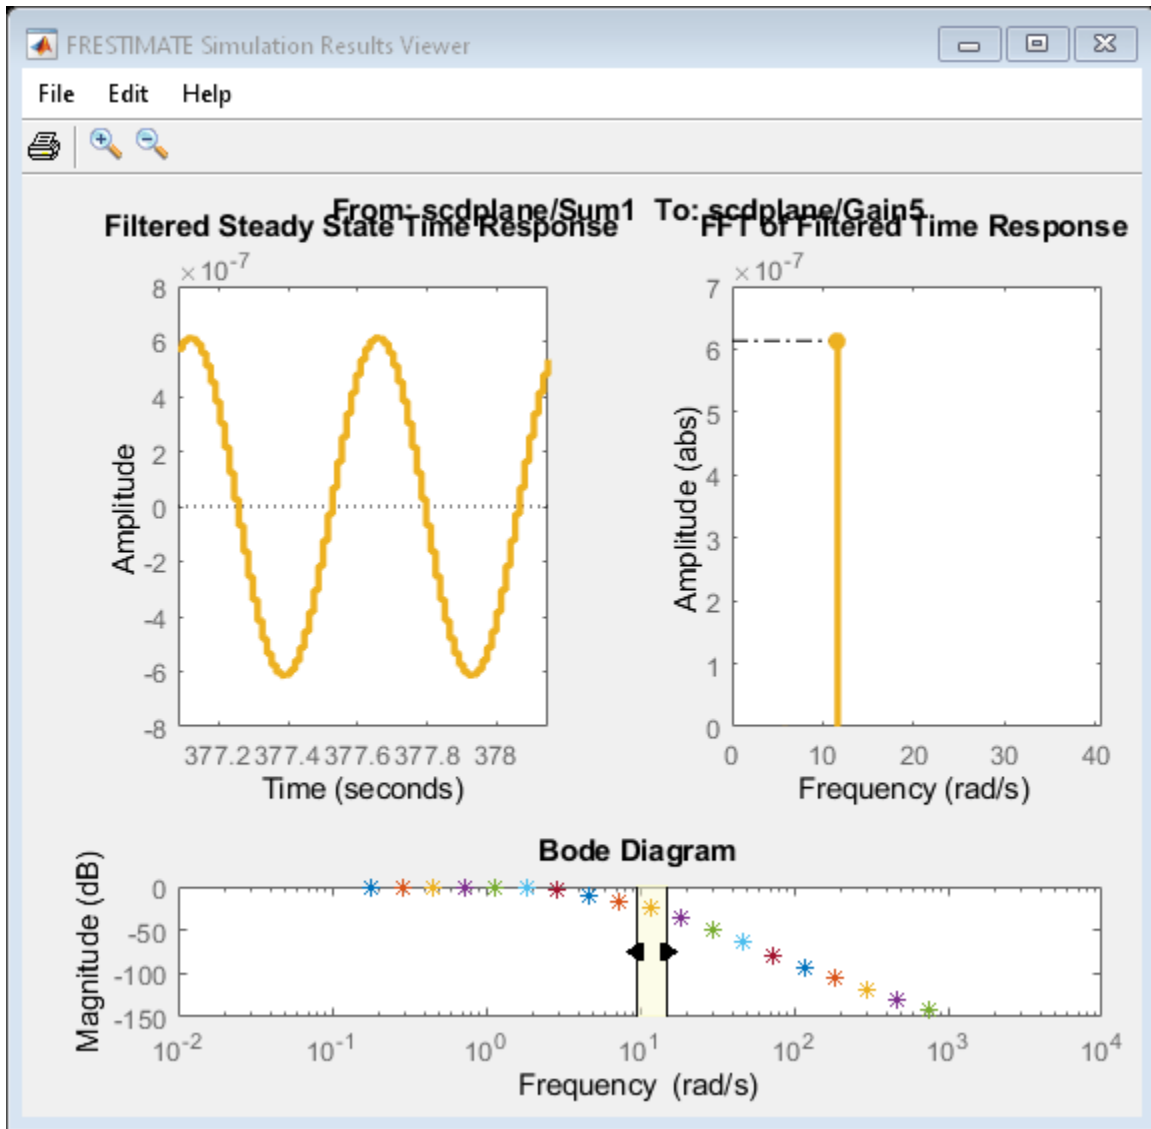 FRESTIMATE Simulation Results Viewer
File Edit Help
From: scdplane/Sum1 To: scdplane/Gain5
Filtered Steady State Time Response
FFT of Filtered Time Response
×10-7
8
6
4
2
0
-2
-4
-6
-8
Amplitude
377.2 377.4 377.6 377.8 378
Time (seconds)
×10-7
7
6
5
4
3
2
1
0
Amplitude (abs)
0 10 20 30 40
Frequency (rad/s)
Bode Diagram
0
-50
-100
-150
Magnitude (dB)
10-2 10-1 100 101 102 103 104
Frequency (rad/s)